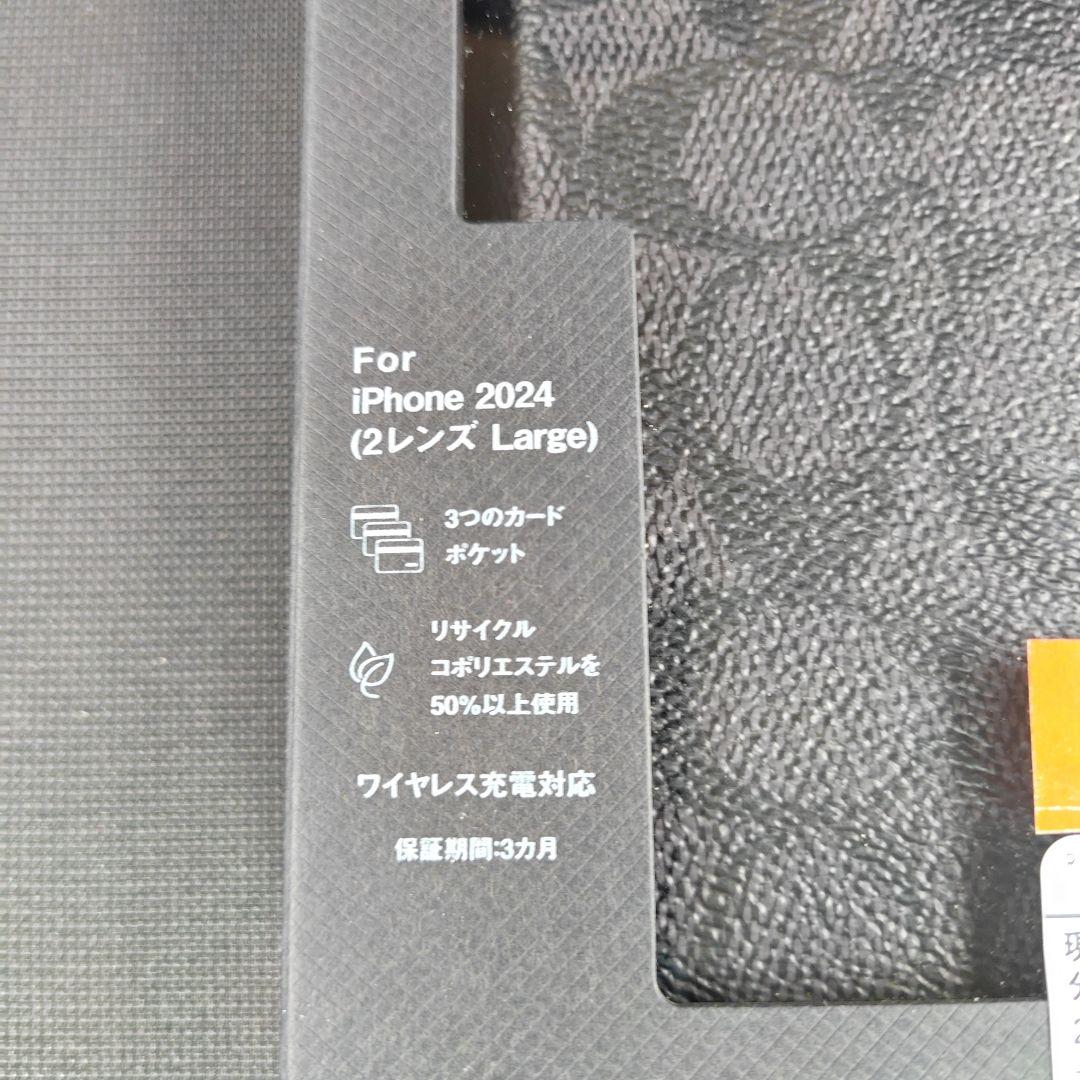 For
iPhone 2024
(2レンズ Large)
3つのカード
ポケット
リサイクル
コポリエステルを
50%以上使用
ワイヤレス充電対応
保証期間:3カ月